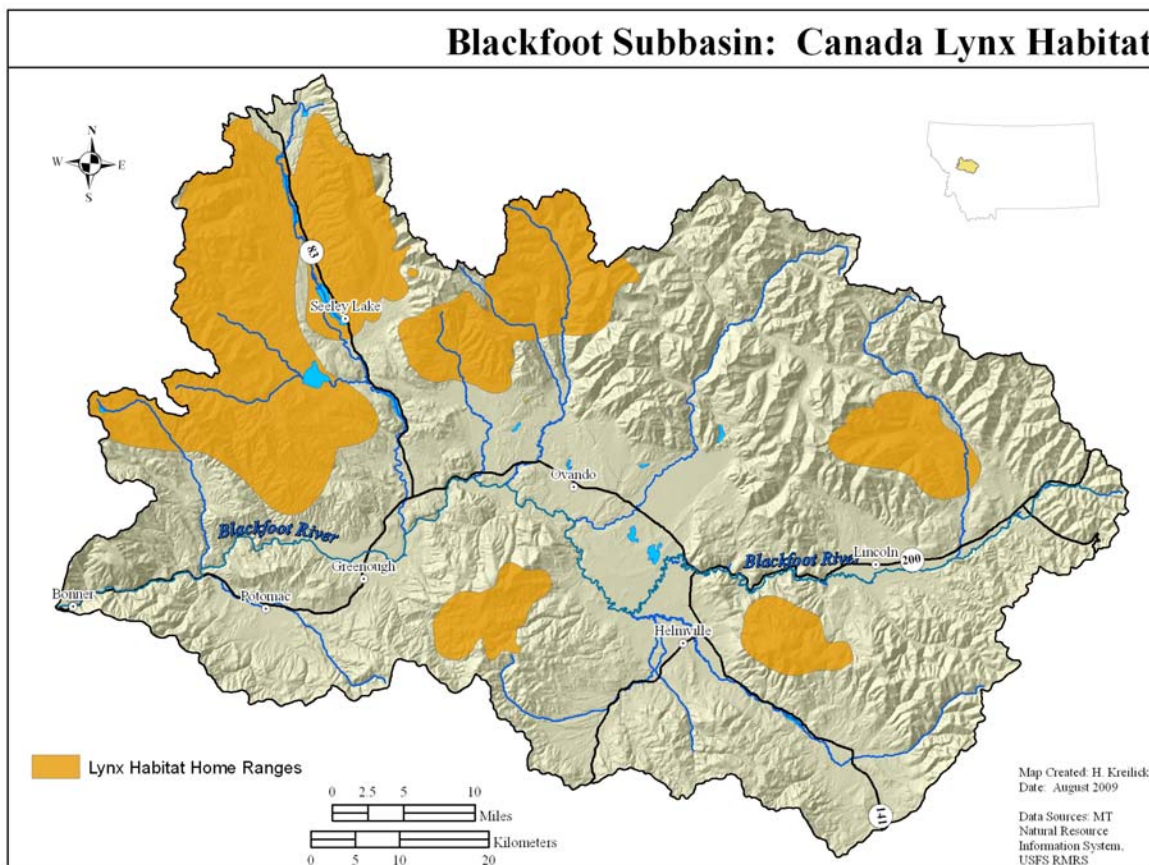 Blackfoot Subbasin: Canada Lynx Habitat
N
W E
S
83
Seeley Lake
Ovando
Blackfoot River
Blackfoot River
Lincoln
200
Greenough
Bonner
Potomac
Helmville
141
Lynx Habitat Home Ranges
0 2.5 5 10
Miles
Kilometers
0 5 10 20
Map Created: H. Kreilick
Date: August 2009
Data Sources: MT
Natural Resource
Information System,
USFS RMRS